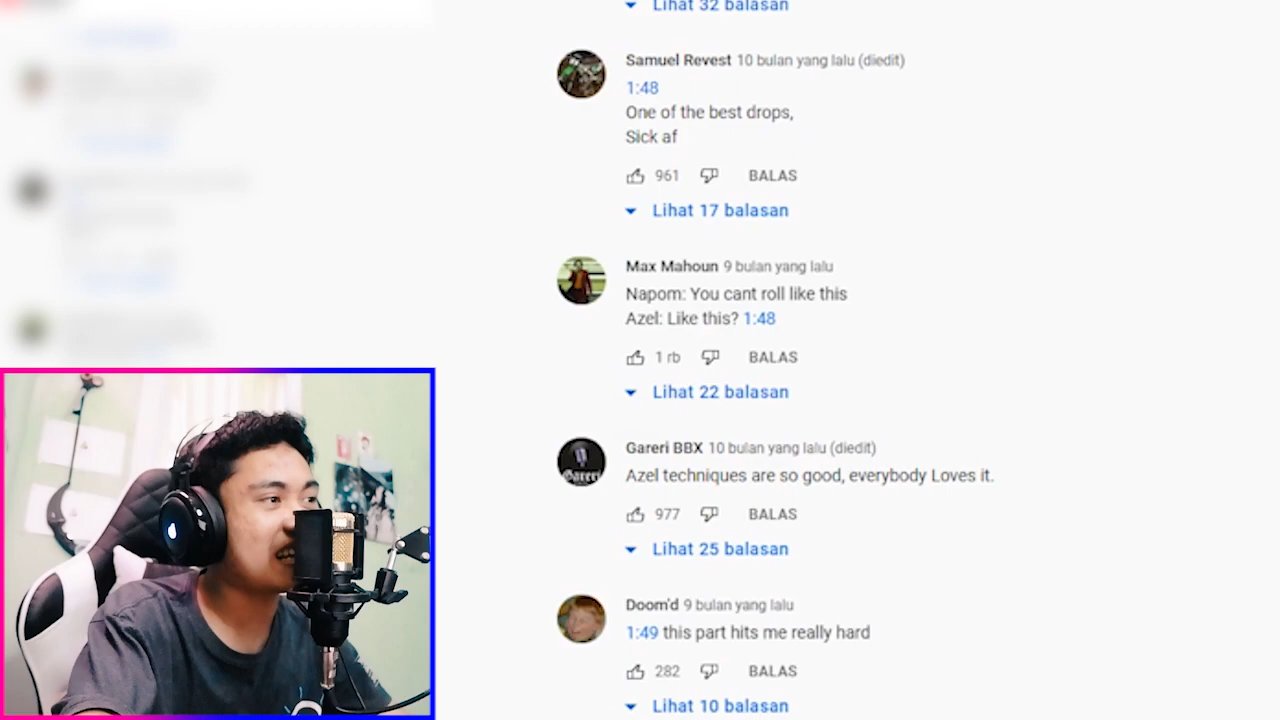 Lihat 32 balasan
Samuel Revest 10 bulan yang lalu (diedit)
1:48
One of the best drops,
Sick af
961 BALAS
Lihat 17 balasan
Max Mahoun 9 bulan yang lalu
Napom: You cant roll like this
Azel: Like this? 1:48
1 rb BALAS
Lihat 22 balasan
Gareri BBX 10 bulan yang lalu (diedit)
Gareri
Azel techniques are so good, everybody Loves it.
977 BALAS
Lihat 25 balasan
Doom'd 9 bulan yang lalu
1:49 this part hits me really hard
282 BALAS
Lihat 10 balasan